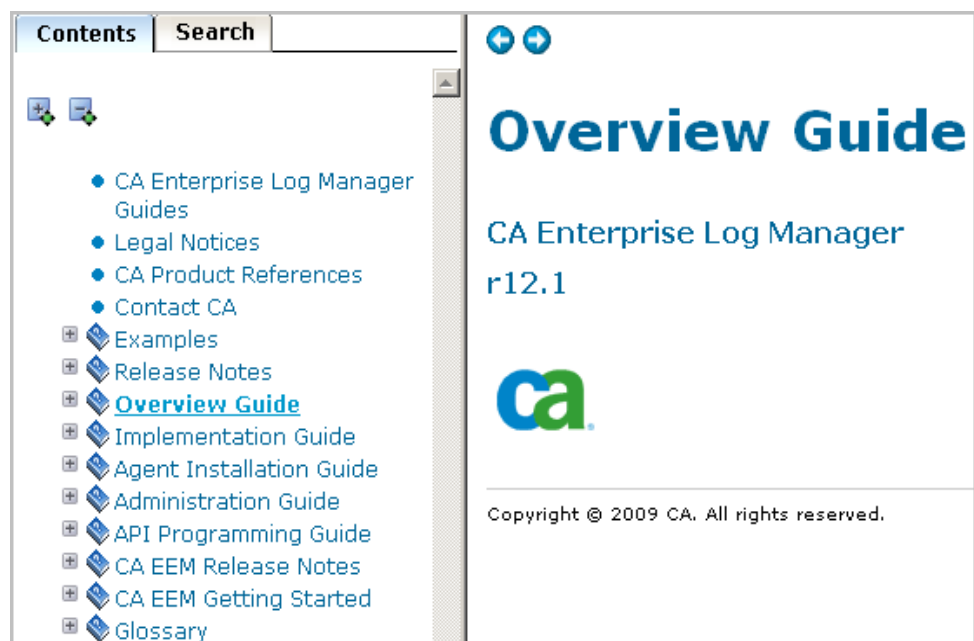 Contents
Search
CA Enterprise Log Manager
Guides
Legal Notices
CA Product References
Contact CA
Examples
Release Notes
Overview Guide
Implementation Guide
Agent Installation Guide
Administration Guide
API Programming Guide
CA EEM Release Notes
CA EEM Getting Started
Glossary
Overview Guide
CA Enterprise Log Manager
r12.1
ca
Copyright © 2009 CA. All rights reserved.